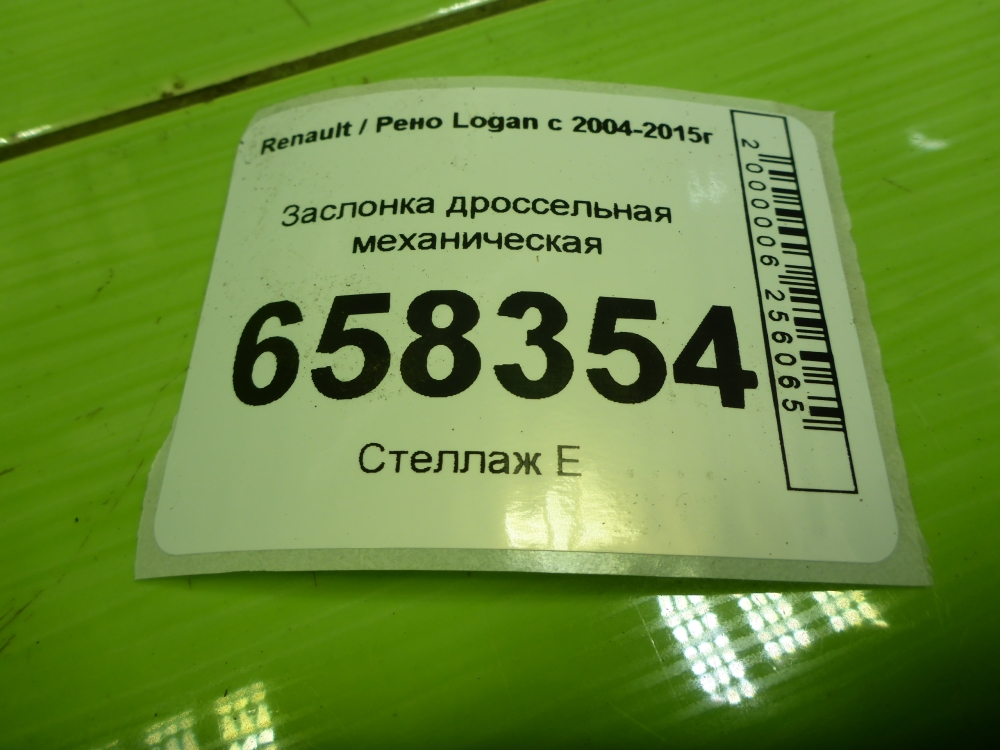 Renault / Рено Logan с 2004-2015г
Заслонка дроссельная
механическая
658354
Стеллаж Е
2000006256065